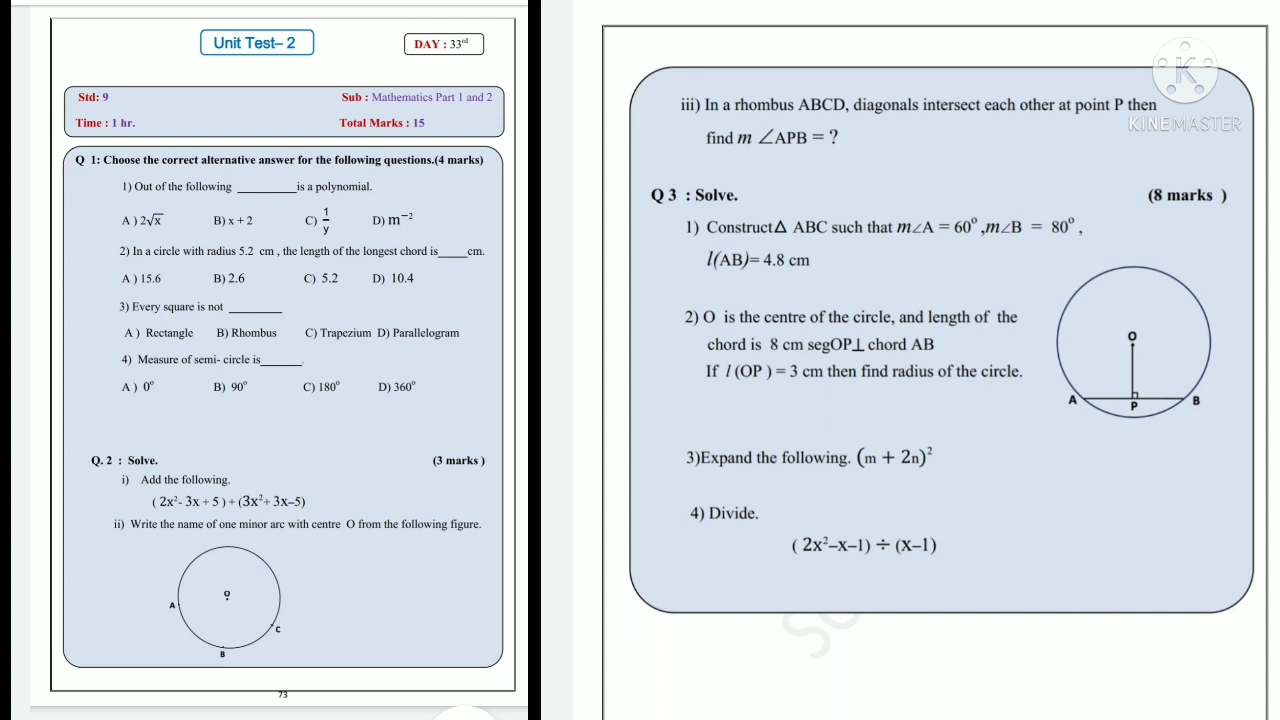 Unit Test– 2
DAY : 33rd
Std: 9
Sub : Mathematics Part 1 and 2
Time : 1 hr.
Total Marks : 15
Q 1: Choose the correct alternative answer for the following questions.(4 marks)
1) Out of the following __________is a polynomial.
A ) 2√x B) x + 2 C) 1/y D) m⁻²
2) In a circle with radius 5.2 cm , the length of the longest chord is_____cm.
A ) 15.6 B) 2.6 C) 5.2 D) 10.4
3) Every square is not _________
A ) Rectangle B) Rhombus C) Trapezium D) Parallelogram
4) Measure of semi- circle is_______.
A ) 0° B) 90° C) 180° D) 360°
Q. 2 : Solve. (3 marks )
i) Add the following.
( 2x²- 3x + 5 ) + (3x²+ 3x–5)
ii) Write the name of one minor arc with centre O from the following figure.
O
A
C
B
73
iii) In a rhombus ABCD, diagonals intersect each other at point P then
find m ∠APB = ?
K
KINEMASTER
Q 3 : Solve. (8 marks )
1) Construct△ ABC such that m∠A = 60° ,m∠B = 80° ,
l(AB)= 4.8 cm
2) O is the centre of the circle, and length of the
chord is 8 cm segOP⊥ chord AB
If l (OP ) = 3 cm then find radius of the circle.
O
A
P
B
3)Expand the following. (m + 2n)²
4) Divide.
( 2x²–x–1) ÷ (x–1)